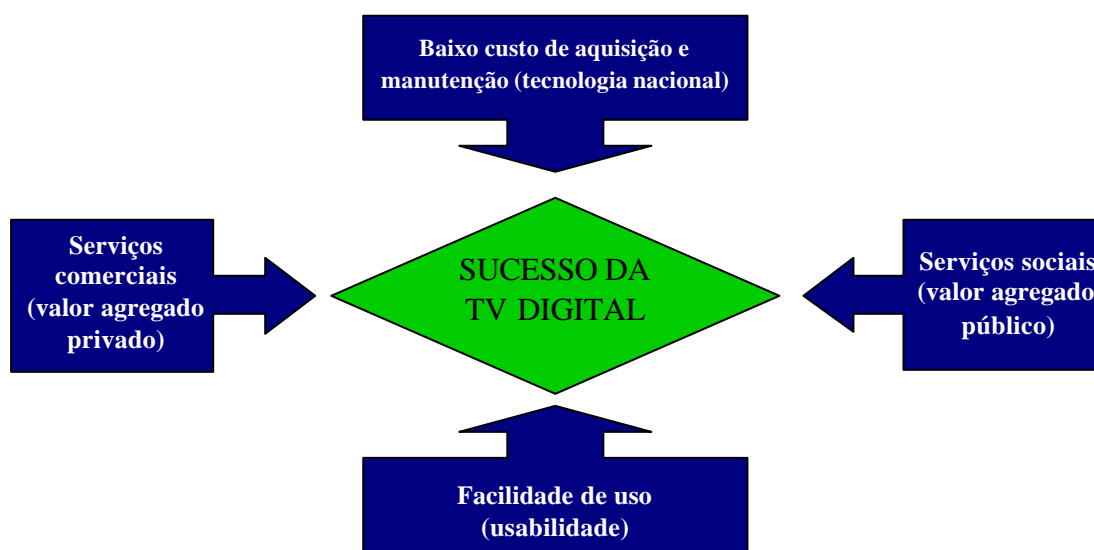 Baixo custo de aquisição e
manutenção (tecnologia nacional)
Serviços
comerciais
(valor agregado
privado)
SUCESSO DA
TV DIGITAL
Serviços sociais
(valor agregado
público)
Facilidade de uso
(usabilidade)